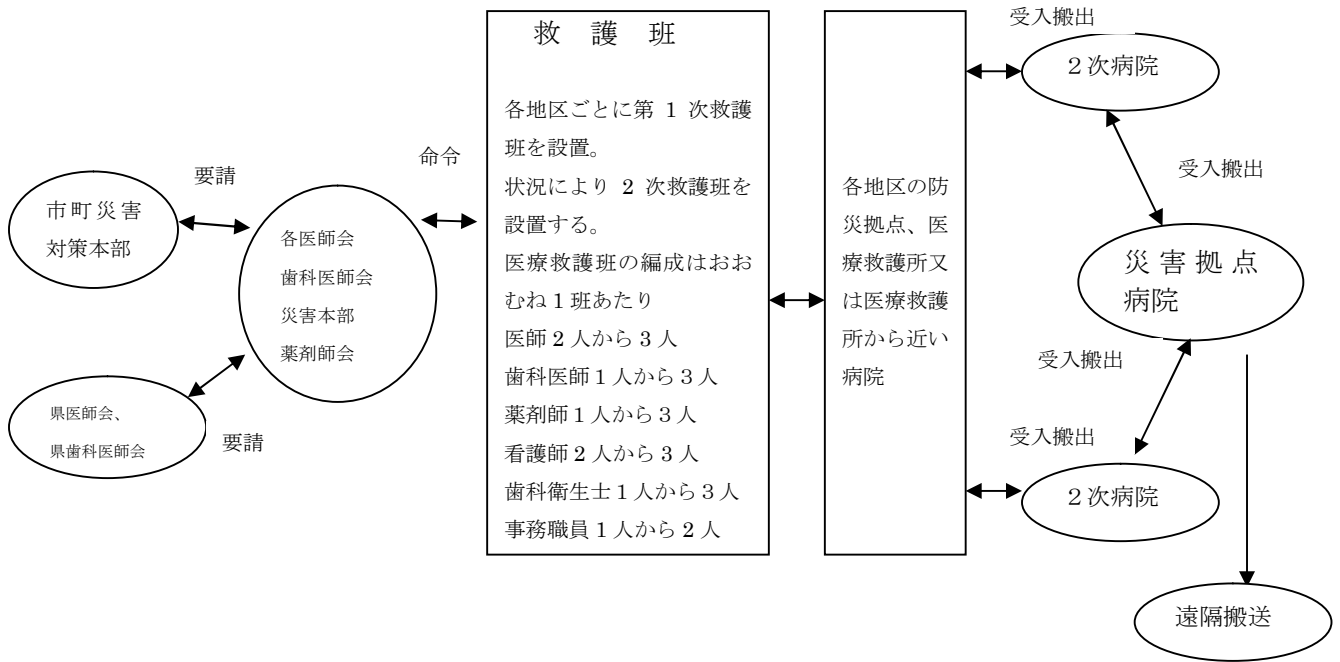 市町災害
対策本部
要請
県医師会、
県歯科医師会
要請
各医師会
歯科医師会
災害本部
薬剤師会
命令
救　護　班
各地区ごとに第 1 次救護
班を設置。
状況により 2 次救護班を
設置する。
医療救護班の編成はおお
むね１班あたり
医師 2 人から 3 人
歯科医師１人から３人
薬剤師１人から３人
看護師 2 人から 3 人
歯科衛生士１人から３人
事務職員 1 人から 2 人
各地区の防
災拠点、医
療救護所又
は医療救護
所から近い
病院
受入搬出
２次病院
受入搬出
災害拠点
病院
受入搬出
受入搬出
２次病院
遠隔搬送